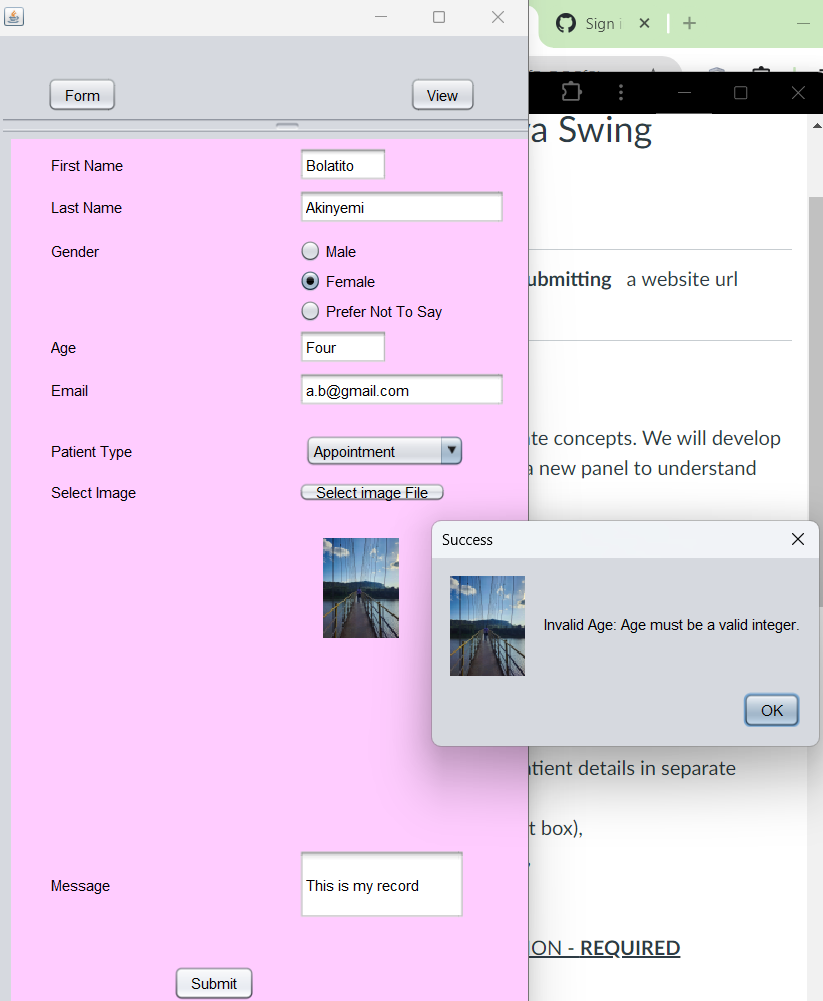 Sign i
Form
View
a Swing
First Name
Bolatito
Last Name
Akinyemi
Gender
Male
Female
ubmitting a website url
Prefer Not To Say
Age
Four
Email
a.b@gmail.com
Patient Type
Appointment
te concepts. We will develop
a new panel to understand
Select Image
Select image File
Success
Invalid Age: Age must be a valid integer.
OK
tient details in separate
t box),
Message
This is my record
ION - REQUIRED
Submit